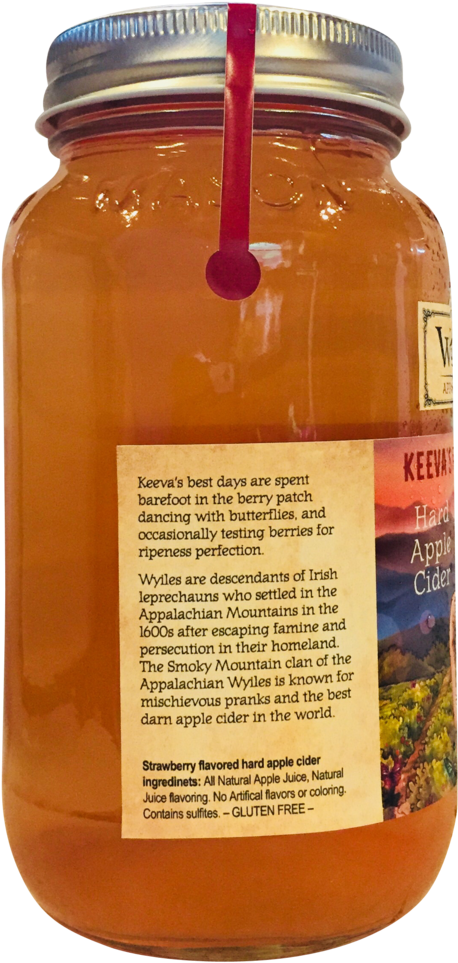 MASON
KEEVA'S
Hard
Apple
Cider
Keeva's best days are spent
barefoot in the berry patch
dancing with butterflies, and
occasionally testing berries for
ripeness perfection.
Wyiles are descendants of Irish
leprechauns who settled in the
Appalachian Mountains in the
1600s after escaping famine and
persecution in their homeland.
The Smoky Mountain clan of the
Appalachian Wyiles is known for
mischievous pranks and the best
darn apple cider in the world.
Strawberry flavored hard apple cider
ingredinets: All Natural Apple Juice, Natural
Juice flavoring. No Artifical flavors or coloring.
Contains sulfites. – GLUTEN FREE –